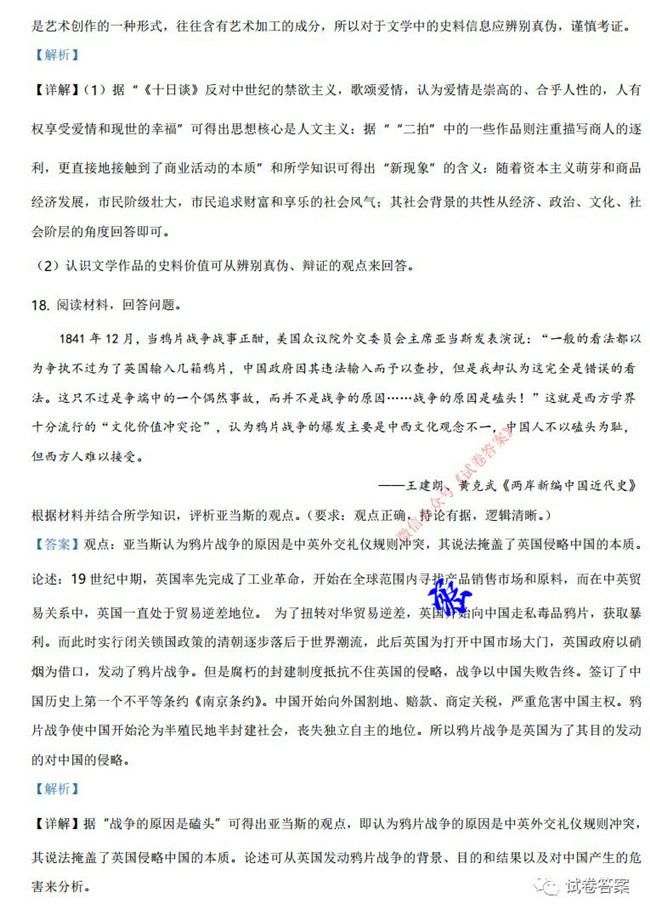 是艺术创作的一种形式，往往含有艺术加工的成分，所以对于文学中的史料信息应辨别真伪，谨慎考证。
【解析】
【详解】（1）据“《十日谈》反对中世纪的禁欲主义，歌颂爱情，认为爱情是崇高的、合乎人性的，人有
权享受爱情和现世的幸福”可得出思想核心是人文主义；据““二拍”中的一些作品则注重描写商人的逐
利，更直接地接触到了商业活动的本质”和所学知识可得出“新现象”的含义：随着资本主义萌芽和商品
经济发展，市民阶级壮大，市民追求财富和享乐的社会风气；其社会背景的共性从经济、政治、文化、社
会阶层的角度回答即可。
（2）认识文学作品的史料价值可从辨别真伪、辩证的观点来回答。
18. 阅读材料，回答问题。
1841 年 12 月，当鸦片战争战事正酣，美国众议院外交委员会主席亚当斯发表演说：“一般的看法都以
为争执不过为了英国输入几箱鸦片，中国政府因其违法输入而予以查抄，但是我却认为这完全是错误的看
法。这只不过是争端中的一个偶然事故，而并不是战争的原因……战争的原因是磕头！”这就是西方学界
十分流行的“文化价值冲突论”，认为鸦片战争的爆发主要是中西文化观念不一，中国人不以磕头为耻，
但西方人难以接受。
——王建朗、黄克武《两岸新编中国近代史》
根据材料并结合所学知识，评析亚当斯的观点。（要求：观点正确，持论有据，逻辑清晰。）
【答案】观点：亚当斯认为鸦片战争的原因是中英外交礼仪规则冲突，其说法掩盖了英国侵略中国的本质。
论述：19 世纪中期，英国率先完成了工业革命，开始在全球范围内寻找产品销售市场和原料，而在中英贸
易关系中，英国一直处于贸易逆差地位。 为了扭转对华贸易逆差，英国开始向中国走私毒品鸦片，获取暴
利。而此时实行闭关锁国政策的清朝逐步落后于世界潮流，此后英国为打开中国市场大门，英国政府以硝
烟为借口，发动了鸦片战争。但是腐朽的封建制度抵抗不住英国的侵略，战争以中国失败告终。签订了中
国历史上第一个不平等条约《南京条约》。中国开始向外国割地、赔款、商定关税，严重危害中国主权。鸦
片战争使中国开始沦为半殖民地半封建社会，丧失独立自主的地位。所以鸦片战争是英国为了其目的发动
的对中国的侵略。
【解析】
【详解】据“战争的原因是磕头”可得出亚当斯的观点，即认为鸦片战争的原因是中英外交礼仪规则冲突，
其说法掩盖了英国侵略中国的本质。论述可从英国发动鸦片战争的背景、目的和结果以及对中国产生的危
害来分析。
微信公众号《试卷答案》
试卷答案